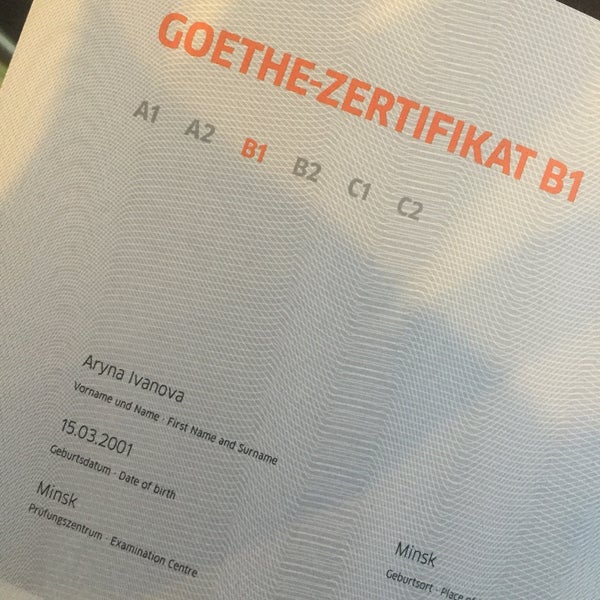 GOETHE-ZERTIFIKAT B1
A1 A2 B1 B2 C1 C2
Aryna Ivanova
Vorname und Name · First Name and Surname
15.03.2001
Geburtsdatum · Date of birth
Minsk
Prüfungszentrum · Examination Centre
Minsk
Geburtsort · Place of